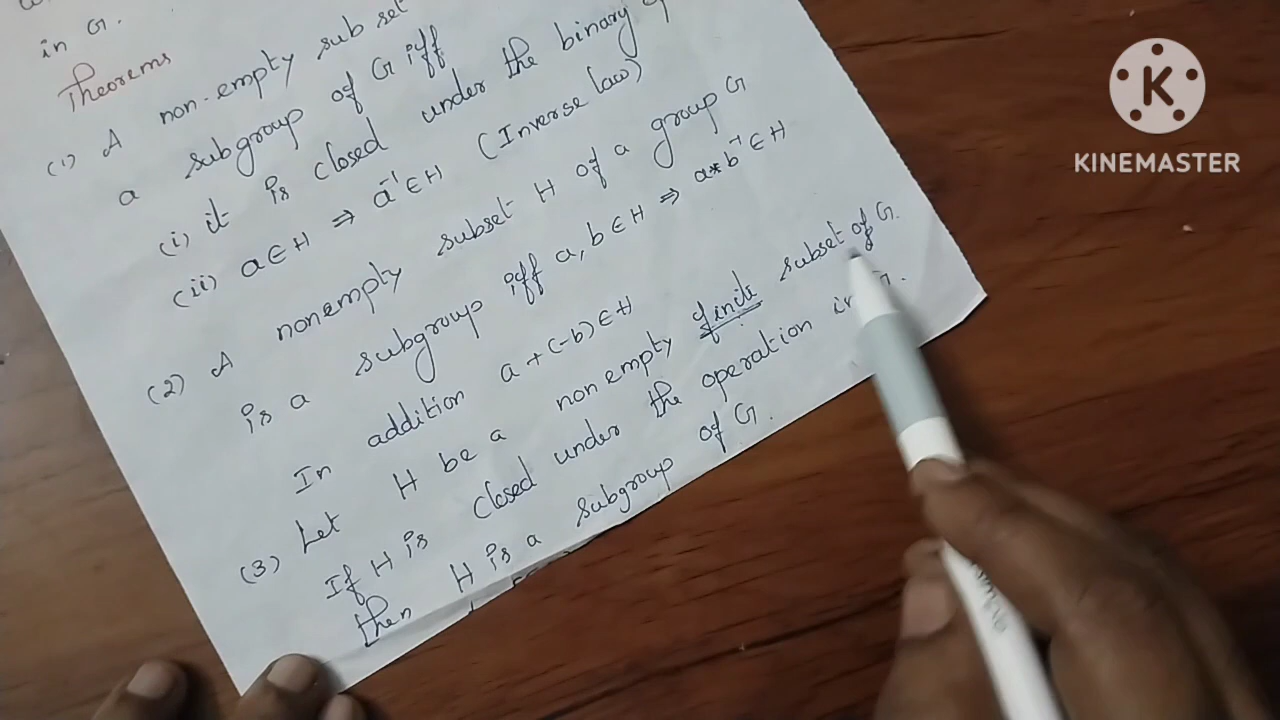 in G.
Theorems
(1) A non-empty sub set
a subgroup of G iff
(i) it is closed under the binary
(ii) a ∈ H ⇒ a⁻¹ ∈ H (Inverse law)
(2) A nonempty subset H of a group G
is a subgroup iff a, b ∈ H ⇒ a * b⁻¹ ∈ H
In addition a + (-b) ∈ H
(3) Let H be a nonempty finite subset of G.
If H is closed under the operation in G.
then H is a subgroup of G.
K
KINEMASTER